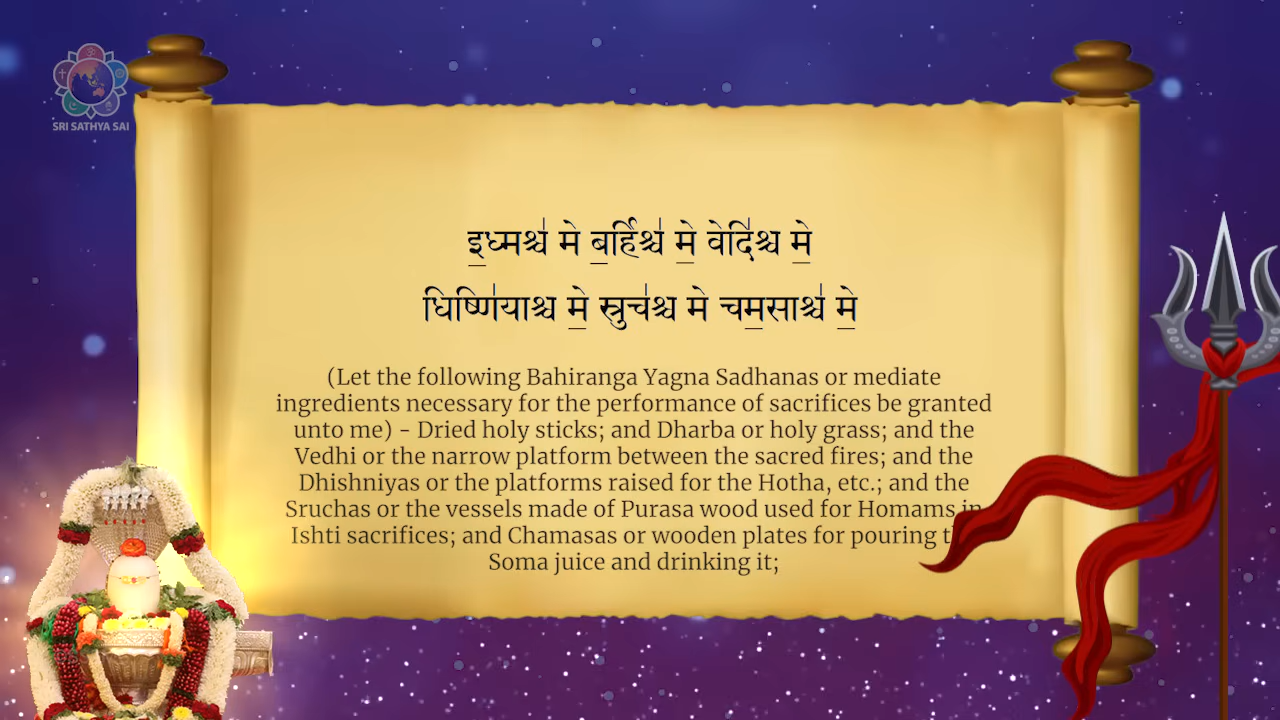 SRI SATHYA SAI
इ॒ध्मश्च॑ मे ब॒र्हिश्च॑ मे॒ वेदि॑श्च मे॒
धिष्णि॑याश्च मे॒ स्रुच॑श्च मे चम॒साश्च॑ मे॒
(Let the following Bahiranga Yagna Sadhanas or mediate
ingredients necessary for the performance of sacrifices be granted
unto me) - Dried holy sticks; and Dharba or holy grass; and the
Vedhi or the narrow platform between the sacred fires; and the
Dhishniyas or the platforms raised for the Hotha, etc.; and the
Sruchas or the vessels made of Purasa wood used for Homams in
Ishti sacrifices; and Chamasas or wooden plates for pouring
Soma juice and drinking it;